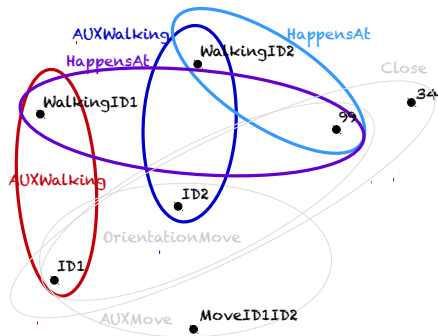 AUXWalking
HappensAt
WalkingID2
HappensAt
Close
34
WalkingID1
99
AUXWalking
ID2
OrientationMove
ID1
AUXMove
MoveID1ID2